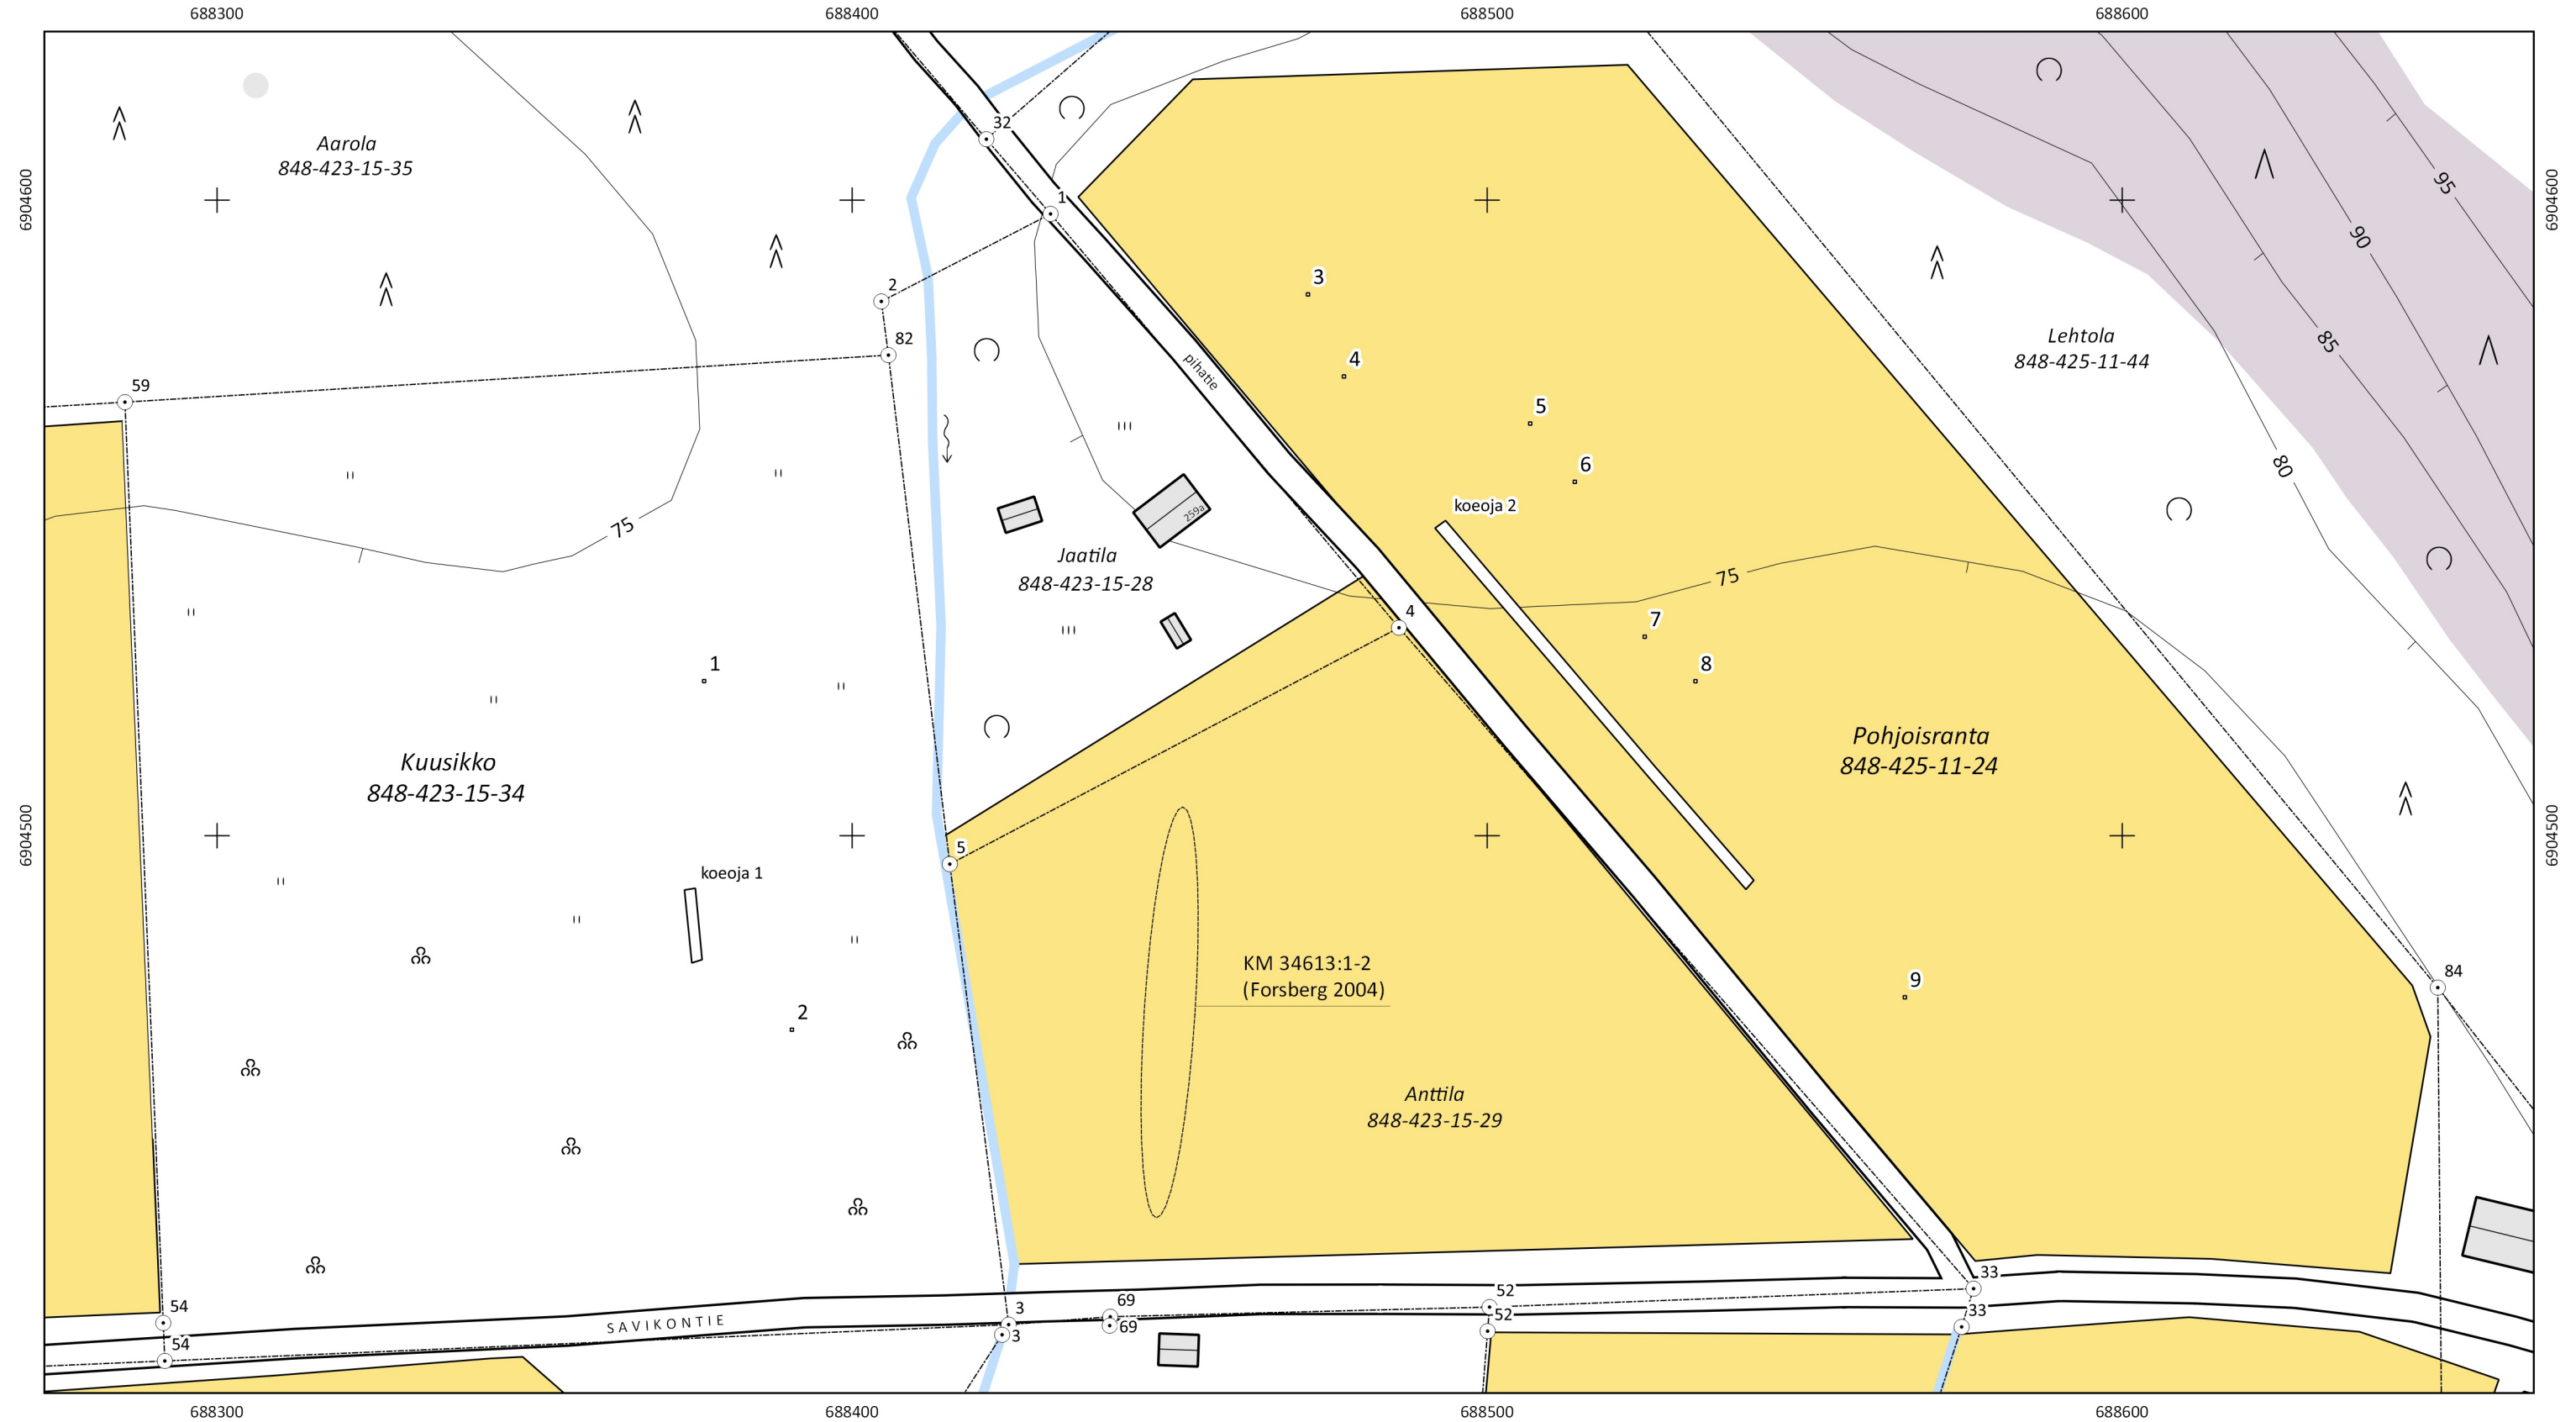 688300 688400 688500 688600
32
Aarola
848-423-15-35
95
6904600 6904600
1
90
3
2
82
Lehtola
848-425-11-44
85
4
pihatie
59
5
6
80
koeoja 2
259a
75
Jaatila
848-423-15-28
75
4
7
1
8
Pohjoisranta
848-425-11-24
Kuusikko
848-423-15-34
6904500 6904500
5
koeoja 1
KM 34613:1-2
(Forsberg 2004)
84
9
2
Anttila
848-423-15-29
33
52
69
54
3
33
52
SAVIKONTIE
69
3
54
688300 688400 688500 688600